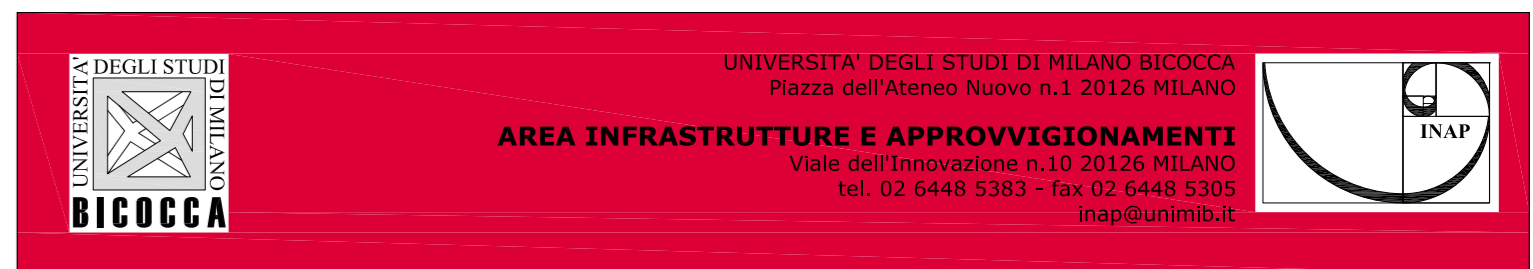 UNIVERSITA' DEGLI STUDI DI MILANO
BICOCCA
UNIVERSITA' DEGLI STUDI DI MILANO BICOCCA
Piazza dell'Ateneo Nuovo n.1 20126 MILANO
AREA INFRASTRUTTURE E APPROVVIGIONAMENTI
Viale dell'Innovazione n.10 20126 MILANO
tel. 02 6448 5383 - fax 02 6448 5305
inap@unimib.it
INAP